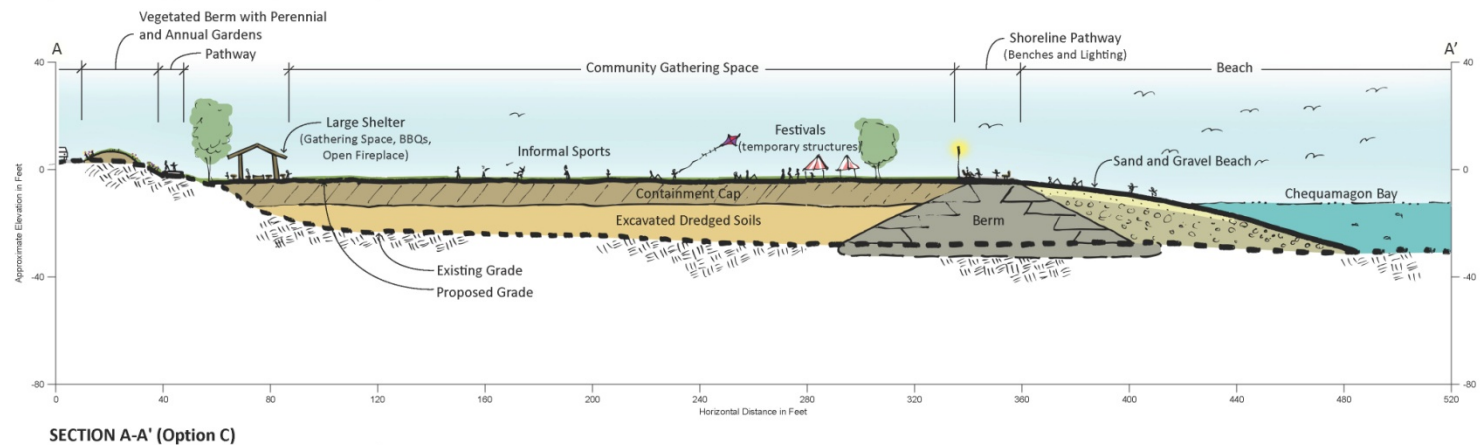 Vegetated Berm with Perennial
and Annual Gardens
Pathway
Shoreline Pathway
(Benches and Lighting)
A
A'
40
40
Community Gathering Space
Beach
Large Shelter
(Gathering Space, BBQs,
Open Fireplace)
Informal Sports
Festivals
(temporary structures)
Sand and Gravel Beach
0
0
Containment Cap
Chequamagon Bay
Excavated Dredged Soils
Berm
Approximate Elevation in Feet
Approximate Elevation in Feet
Existing Grade
-40
-40
Proposed Grade
-80
-80
0
40
80
120
160
200
240
280
320
360
400
440
480
520
Horizontal Distance in Feet
SECTION A-A' (Option C)